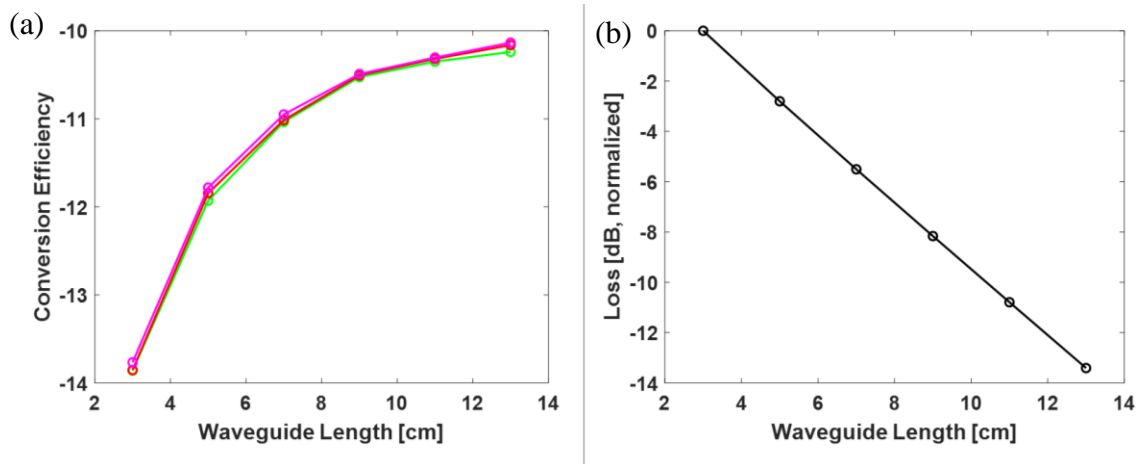 (a)
Conversion Efficiency
-10
-11
-12
-13
-14
2 4 6 8 10 12 14
Waveguide Length [cm]
(b)
Loss [dB, normalized]
0
-2
-4
-6
-8
-10
-12
-14
2 4 6 8 10 12 14
Waveguide Length [cm]